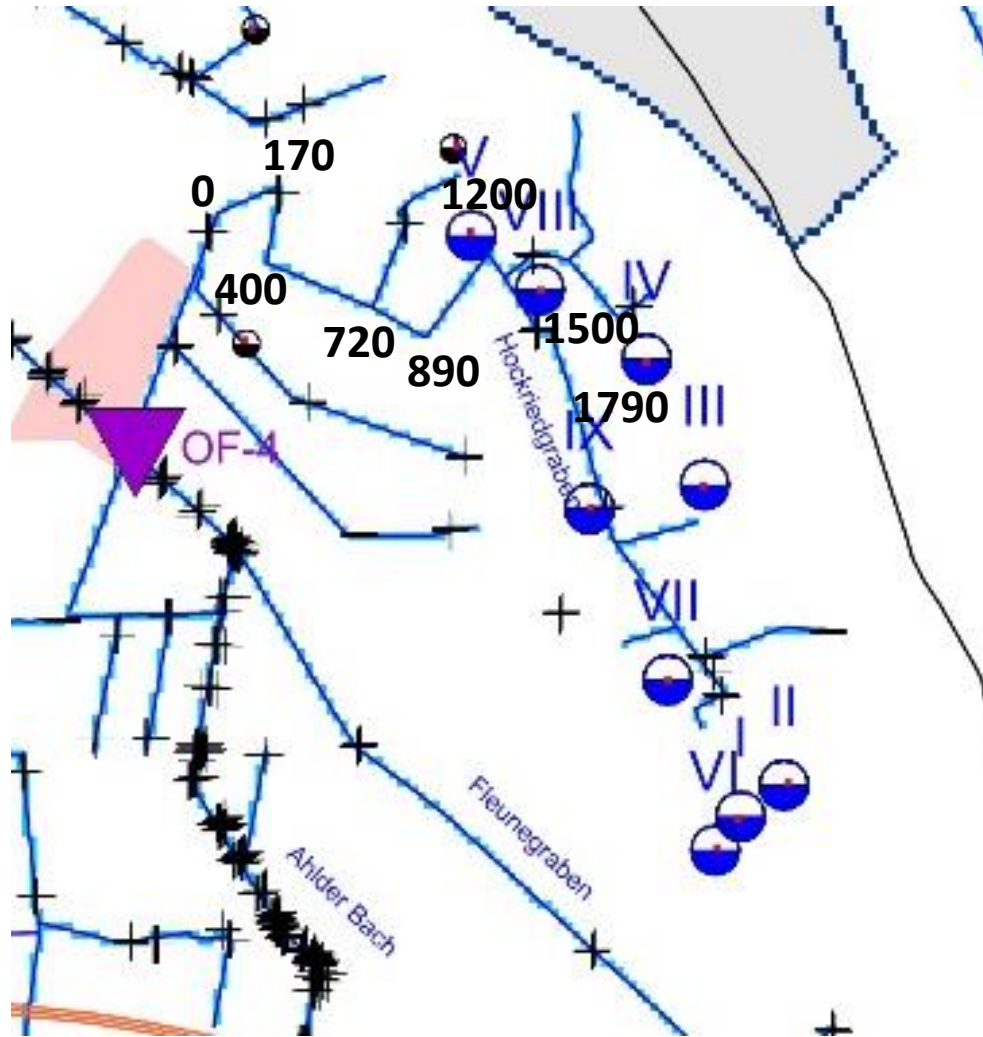 170
0
V
1200
VIII
IV
400
1500
720
890
Hockriedgraben
1790
III
IX
OF-4
VII
II
I
VI
Fleunegraben
Ahlder Bach